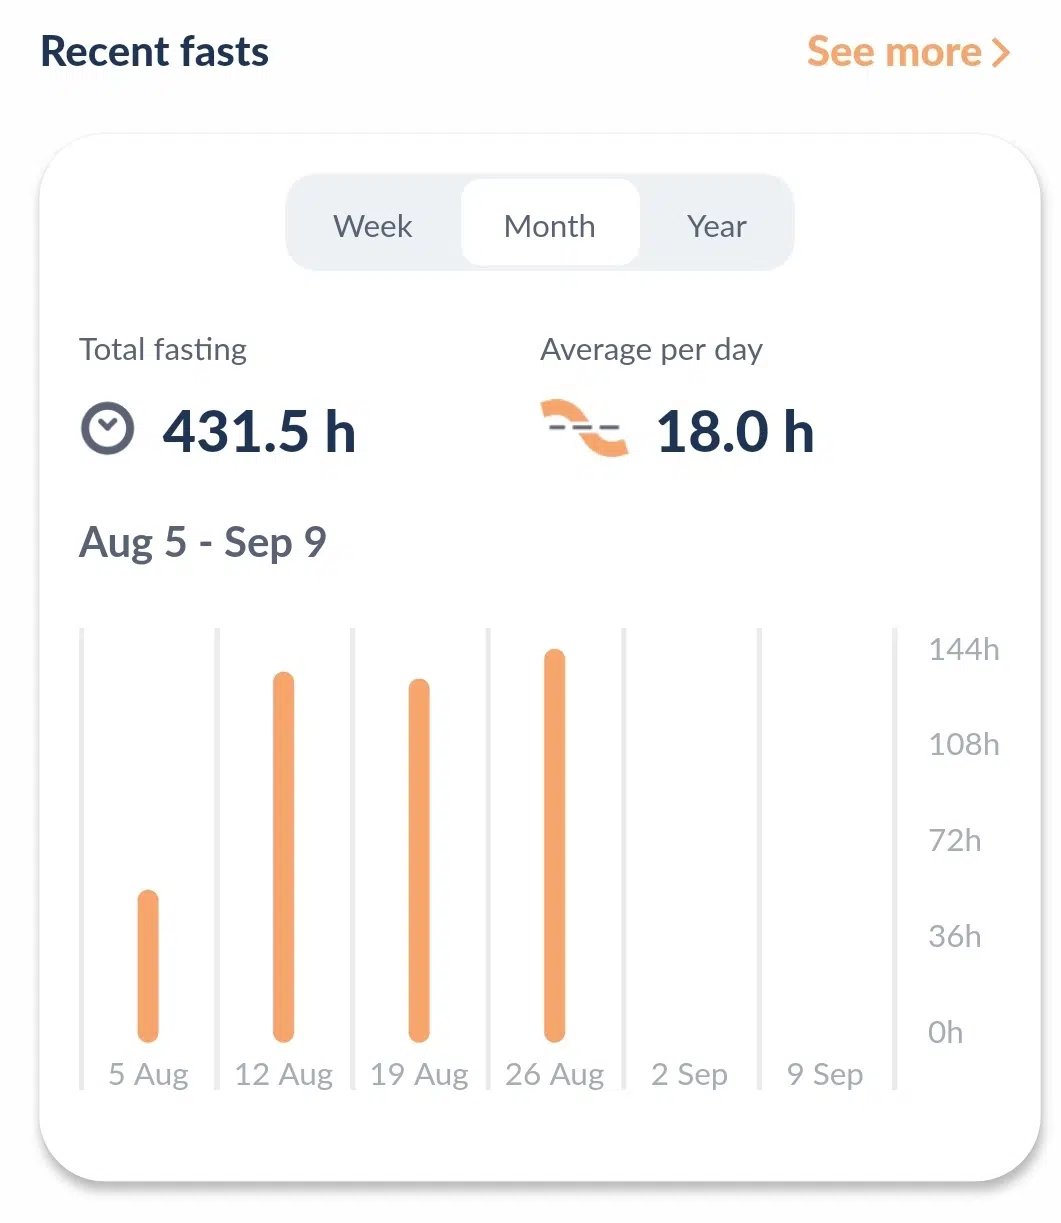 Recent fasts
See more
Week
Month
Year
Total fasting
Average per day
431.5 h
18.0 h
Aug 5 - Sep 9
144h
108h
72h
36h
0h
5 Aug
12 Aug
19 Aug
26 Aug
2 Sep
9 Sep